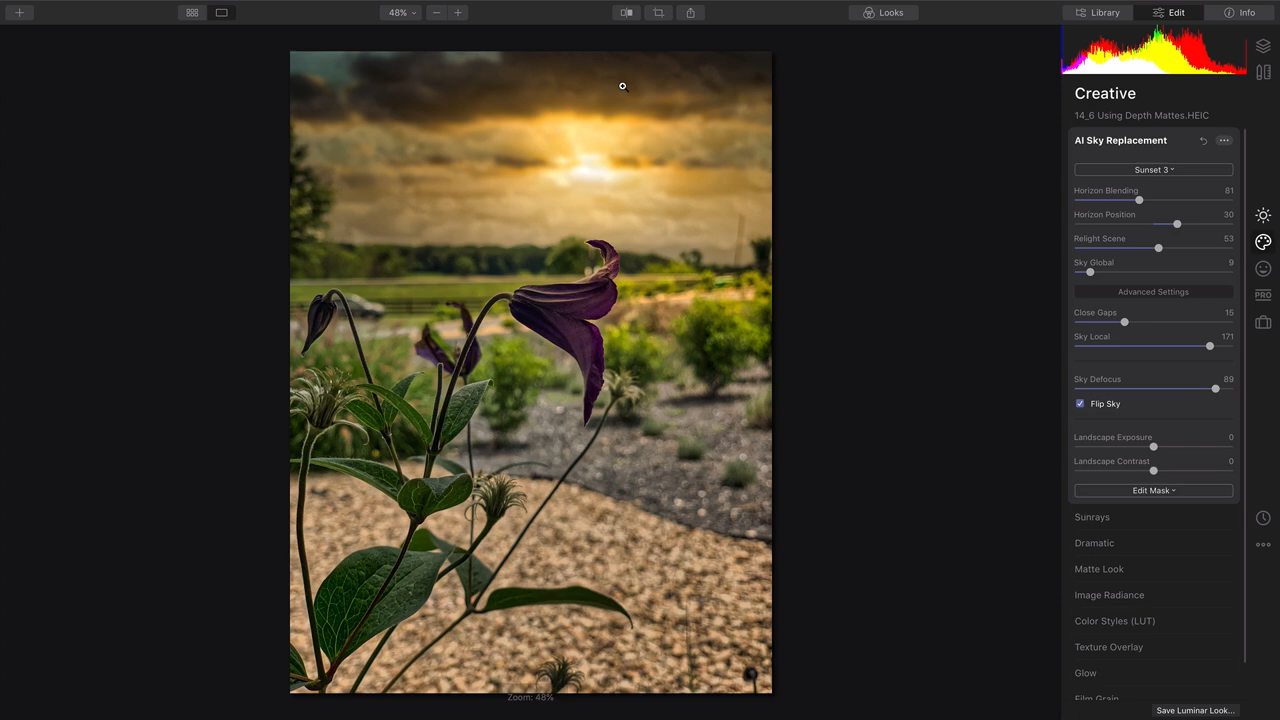 48%
Looks
Library
Edit
Info
Creative
14_6 Using Depth Mattes.HEIC
AI Sky Replacement
Sunset 3
Horizon Blending 81
Horizon Position 30
Relight Scene 53
Sky Global 9
Advanced Settings
Close Gaps 15
Sky Local 171
Sky Defocus 89
Flip Sky
Landscape Exposure 0
Landscape Contrast 0
Edit Mask
PRO
Sunrays
Dramatic
Matte Look
Image Radiance
Color Styles (LUT)
Texture Overlay
Glow
Film Grain
Zoom: 48%
Save Luminar Look...